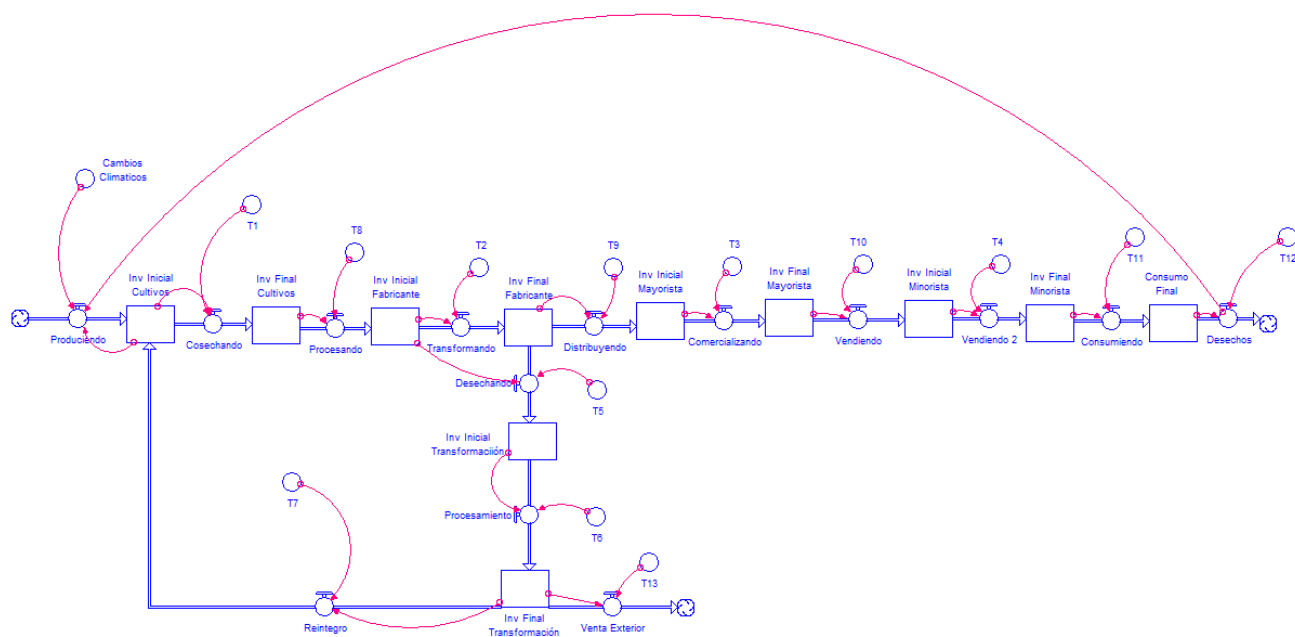 Cambios
Climaticos
T1
T8
T2
T9
T3
T10
T4
T11
T12
Inv Inicial
Cultivos
Inv Final
Cultivos
Inv Inicial
Fabricante
Inv Final
Fabricante
Inv Inicial
Mayorista
Inv Final
Mayorista
Inv Inicial
Minorista
Inv Final
Minorista
Consumo
Final
Produciendo
Cosechando
Procesando
Transformando
Distribuyendo
Comercializando
Vendiendo
Vendiendo 2
Consumiendo
Desechos
Desechando
T5
Inv Inicial
Transformaciión
T7
Procesamiento
T6
T13
Reintegro
Inv Final
Transformación
Venta Exterior